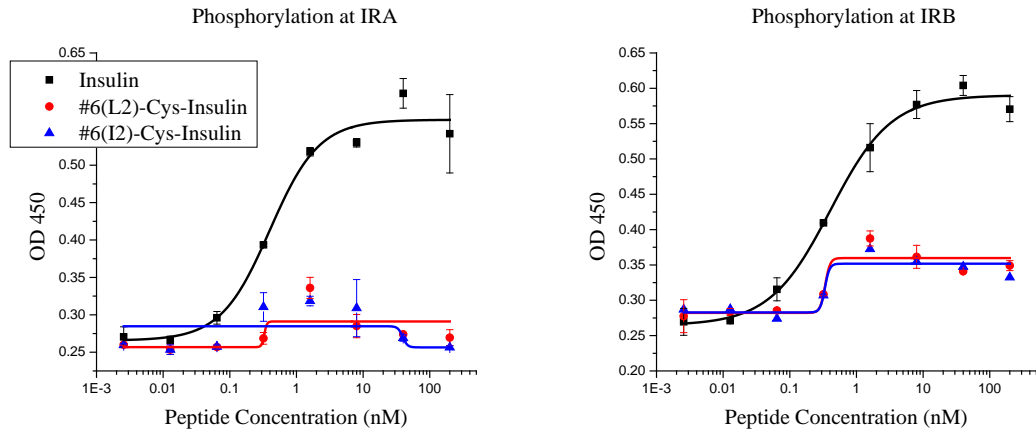 Phosphorylation at IRA
0.65
Insulin
#6(L2)-Cys-Insulin
#6(I2)-Cys-Insulin
0.50
0.45
0.40
0.35
0.30
0.25
OD 450
1E-3 0.01 0.1 1 10 100
Peptide Concentration (nM)
Phosphorylation at IRB
0.65
0.60
0.55
0.50
0.45
0.40
0.35
0.30
0.25
0.20
OD 450
1E-3 0.01 0.1 1 10 100
Peptide Concentration (nM)